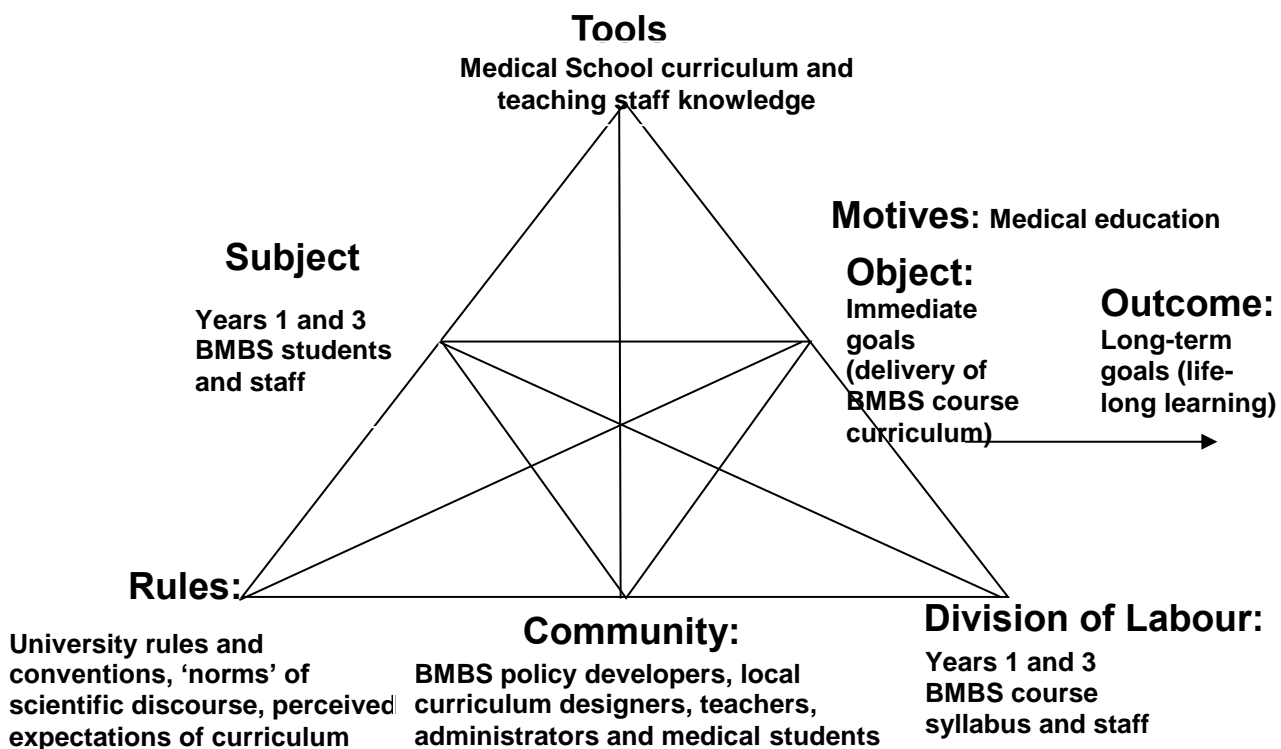 Tools
Medical School curriculum and
teaching staff knowledge
Motives: Medical education
Subject
Years 1 and 3
BMBS students
and staff
Object:
Immediate
goals
(delivery of
BMBS course
curriculum)
Outcome:
Long-term
goals (life-
long learning)
Rules:
University rules and
conventions, ‘norms’ of
scientific discourse, perceived
expectations of curriculum
Community:
BMBS policy developers, local
curriculum designers, teachers,
administrators and medical students
Division of Labour:
Years 1 and 3
BMBS course
syllabus and staff